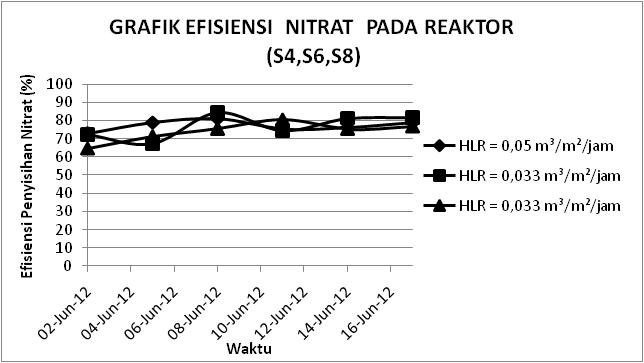 GRAFIK EFISIENSI NITRAT PADA REAKTOR
(S4,S6,S8)
Efisiensi Penyisihan Nitrat (%)
100
90
80
70
60
50
40
30
20
10
0
02-Jun-12
04-Jun-12
06-Jun-12
08-Jun-12
10-Jun-12
12-Jun-12
14-Jun-12
16-Jun-12
Waktu
HLR = 0,05 m³/m²/jam
HLR = 0,033 m³/m²/jam
HLR = 0,033 m³/m²/jam